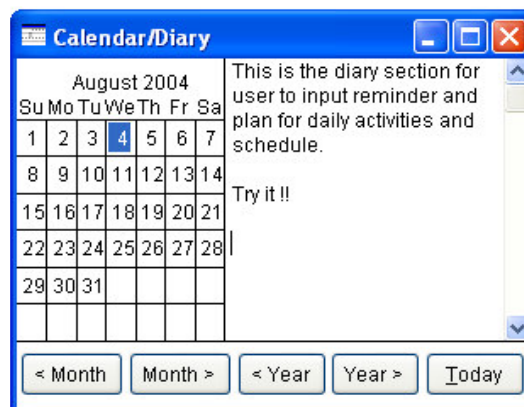 Calendar/Diary
August 2004
Su Mo Tu We Th Fr Sa
1 2 3 4 5 6 7
8 9 10 11 12 13 14
15 16 17 18 19 20 21
22 23 24 25 26 27 28
29 30 31
This is the diary section for
user to input reminder and
plan for daily activities and
schedule.
Try it !!
< Month Month > < Year Year > Today